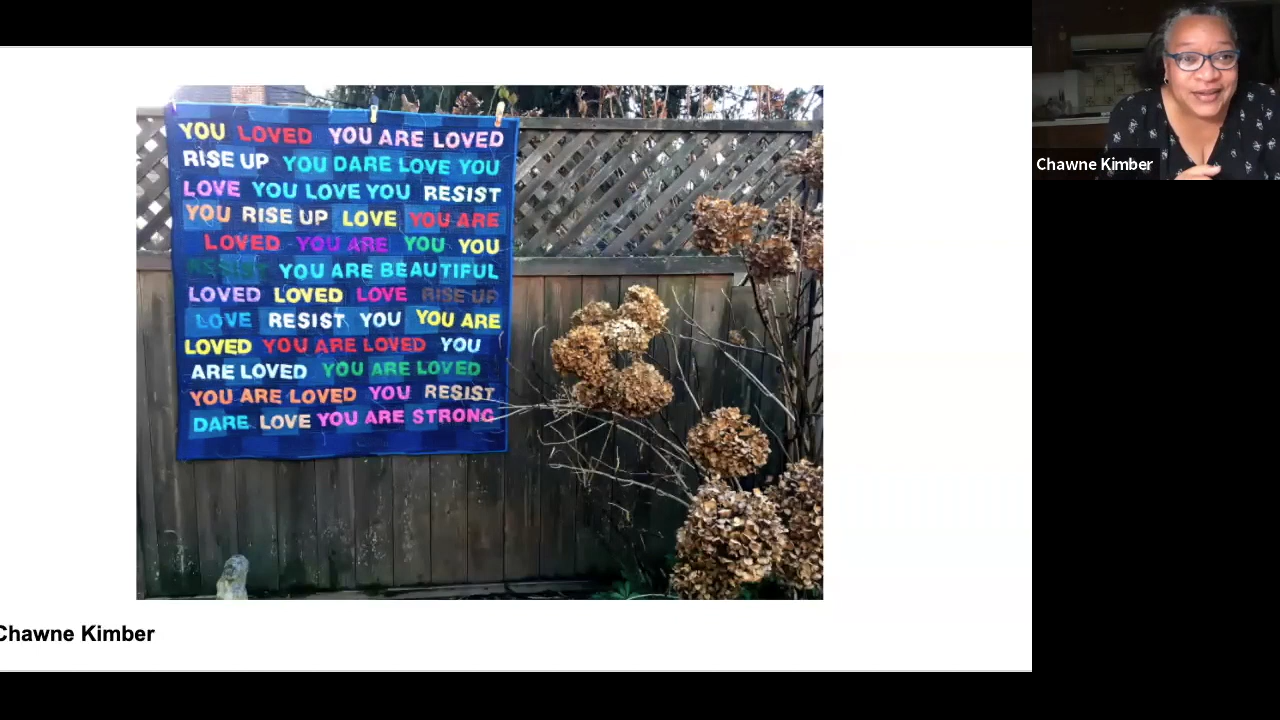 YOU LOVED YOU ARE LOVED
RISE UP YOU DARE LOVE YOU
LOVE YOU LOVE YOU RESIST
YOU RISE UP LOVE YOU ARE
LOVED YOU ARE YOU YOU
RESIST YOU ARE BEAUTIFUL
LOVED LOVED LOVE RISE UP
LOVE RESIST YOU YOU ARE
LOVED YOU ARE LOVED YOU
ARE LOVED YOU ARE LOVED
YOU ARE LOVED YOU RESIST
DARE LOVE YOU ARE STRONG
Chawne Kimber
Chawne Kimber